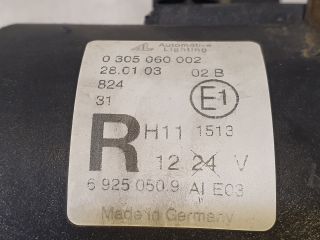 AL Automotive Lighting
0 305 060 002
28.01.03 02 B
824
31
E1
R H11 1513
12 24 V
6 925 050.9 AI E03
Made in Germany